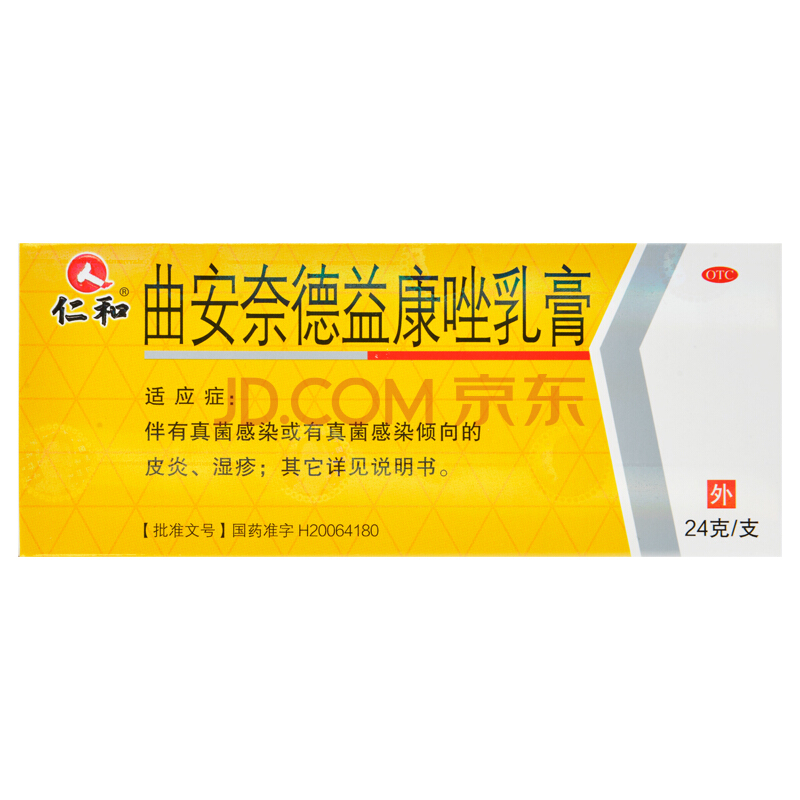 仁和®
曲安奈德益康唑乳膏
OTC
适应症:
JD.COM 京东
伴有真菌感染或有真菌感染倾向的
皮炎、湿疹；其它详见说明书。
外
24克/支
【批准文号】国药准字 H20064180